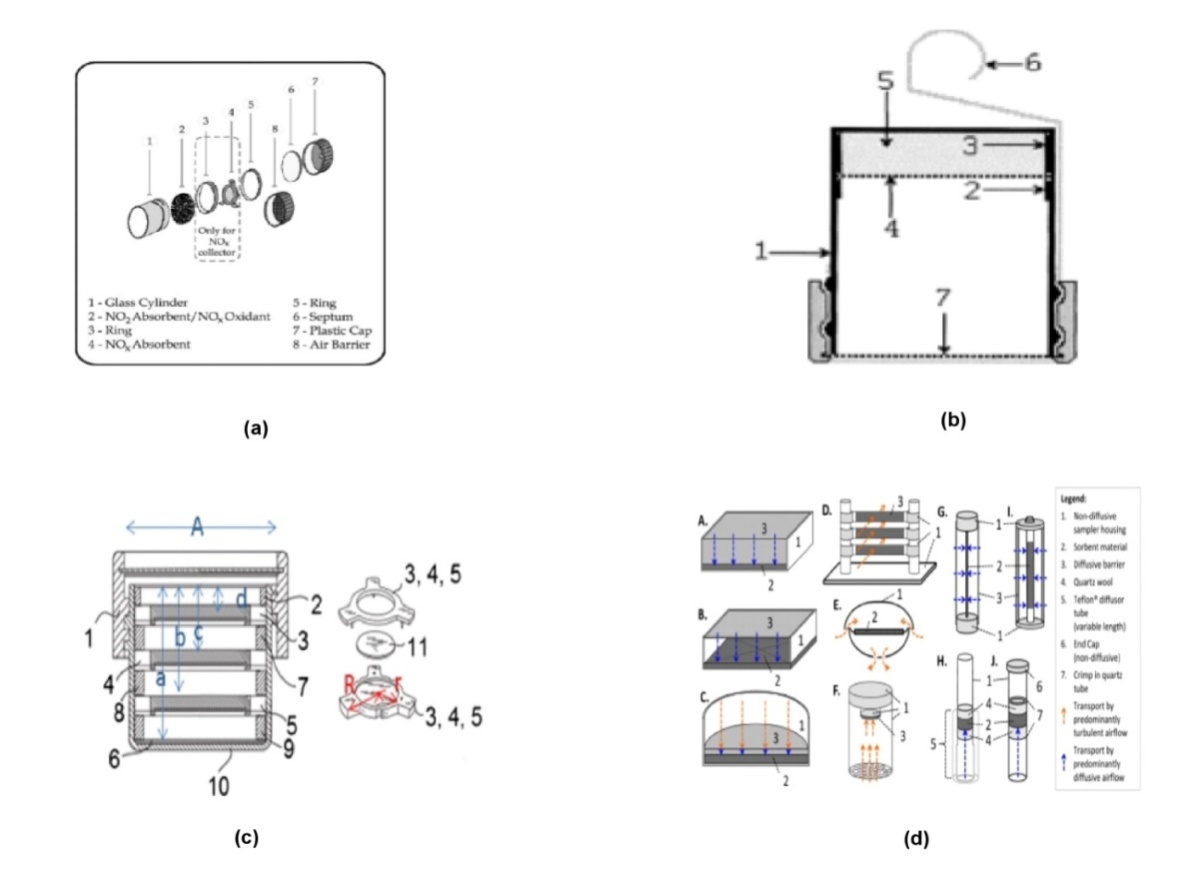 1
2
3
4
5
6
7
8
Only for
NOx
collector
1 - Glass Cylinder
2 - NO2 Absorbent/NOx Oxidant
3 - Ring
4 - NOx Absorbent
5 - Ring
6 - Septum
7 - Plastic Cap
8 - Air Barrier
(a)
5
6
3
2
4
1
7
(b)
A
a
b
c
d
1
2
3
4
7
8
5
6
9
10
3, 4, 5
11
R
r
3, 4, 5
(c)
A.
3
1
2
B.
3
1
2
C.
1
3
2
D.
3
1
E.
1
2
F.
1
3
G.
1
2
3
1
I.
H.
1
4
2
4
5
J.
6
7
Legend:
1. Non-diffusive
sampler housing
2. Sorbent material
3. Diffusive barrier
4. Quartz wool
5. Teflon® diffuser
tube
(variable length)
6. End Cap
(non-diffusive)
7. Crimp in quartz
tube
Transport by
predominantly
turbulent airflow
Transport by
predominantly
diffusive airflow
(d)